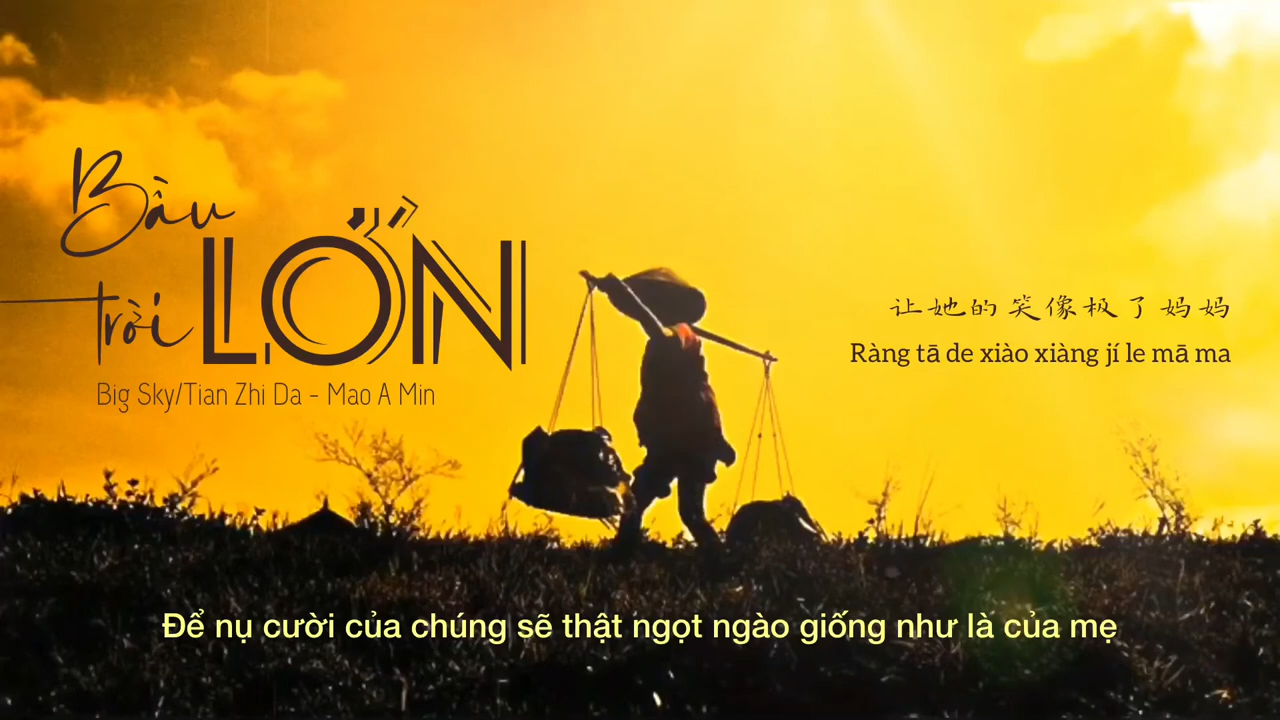 Bầu
trời LỚN
Big Sky/Tian Zhi Da - Mao A Min
让她的笑像极了妈妈
Ràng tā de xiào xiàng jí le mā ma
Để nụ cười của chúng sẽ thật ngọt ngào giống như là của mẹ